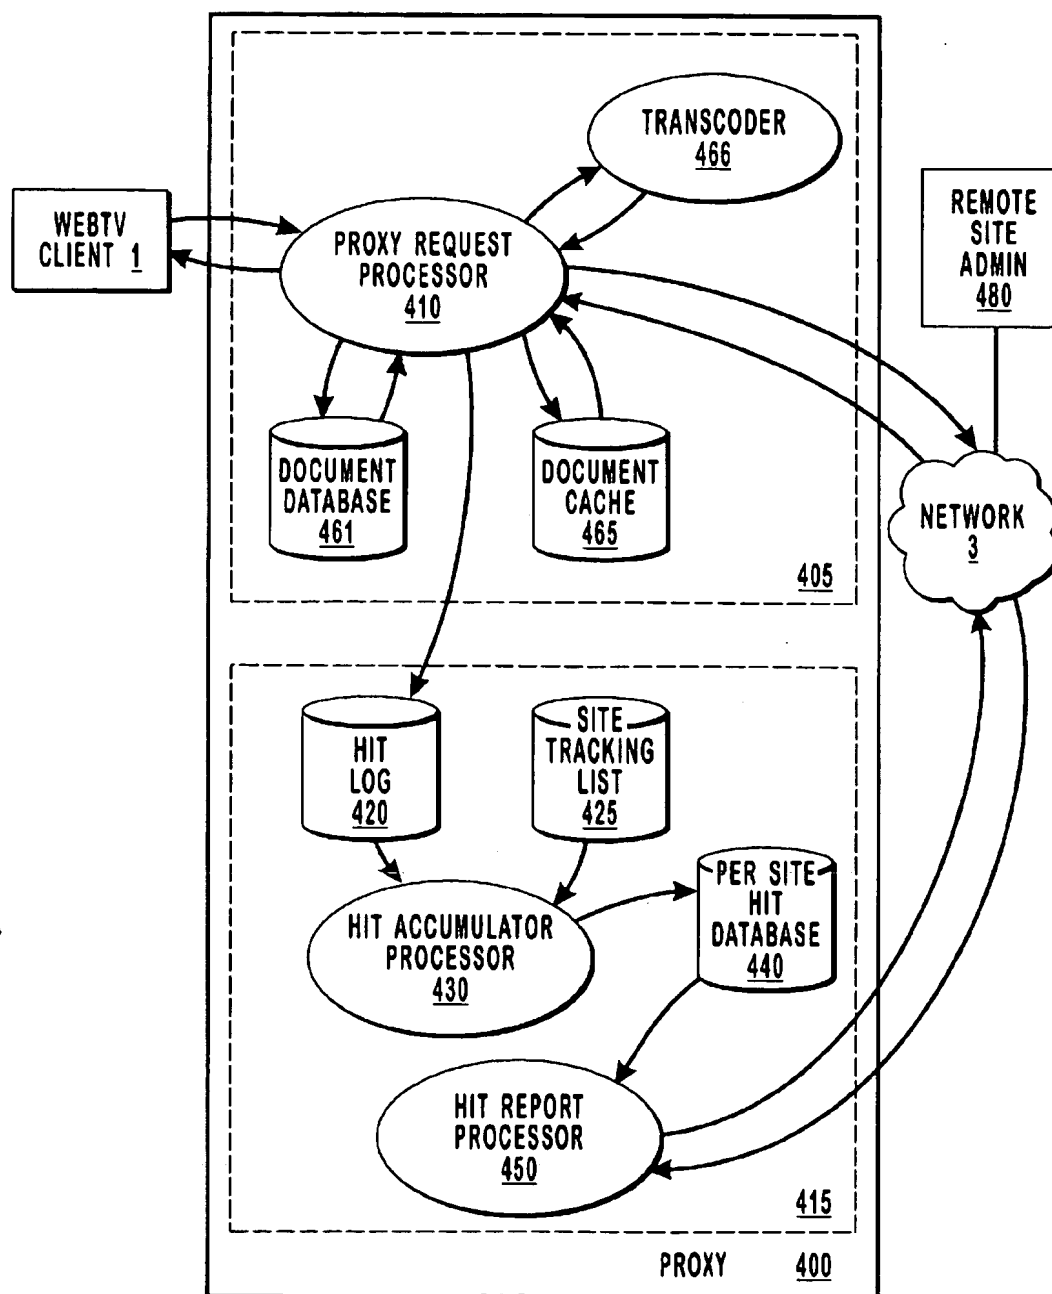 TRANSCODER
466
WEBTV
CLIENT 1
PROXY REQUEST
PROCESSOR
410
REMOTE
SITE
ADMIN
480
DOCUMENT
DATABASE
461
DOCUMENT
CACHE
465
NETWORK
3
405
HIT
LOG
420
SITE
TRACKING
LIST
425
PER SITE
HIT
DATABASE
440
HIT ACCUMULATOR
PROCESSOR
430
HIT REPORT
PROCESSOR
450
415
PROXY 400